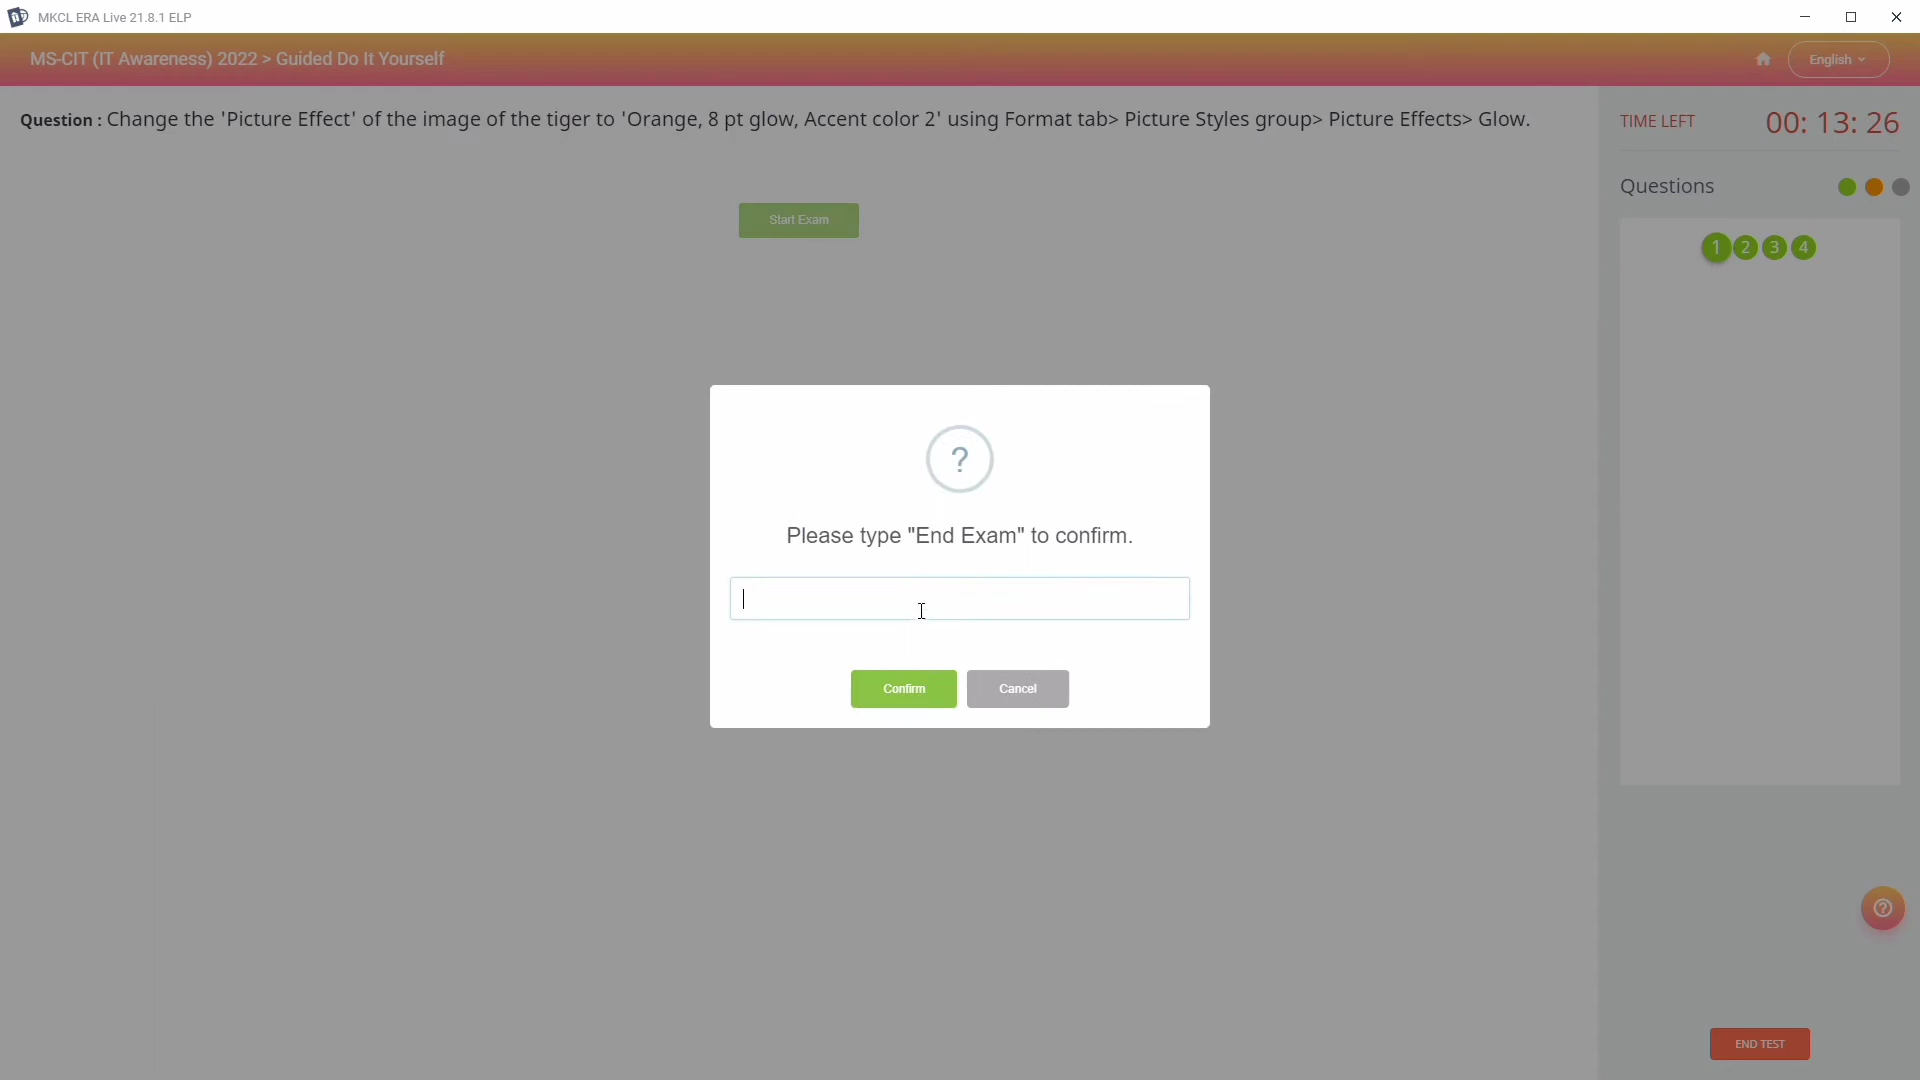 MKCL ERA Live 21.8.1 ELP
MS-CIT (IT Awareness) 2022 > Guided Do It Yourself
English
Question : Change the 'Picture Effect' of the image of the tiger to 'Orange, 8 pt glow, Accent color 2' using Format tab> Picture Styles group> Picture Effects> Glow.
TIME LEFT 00: 13: 26
Questions
Start Exam
1 2 3 4
?
Please type "End Exam" to confirm.
Confirm Cancel
?
END TEST